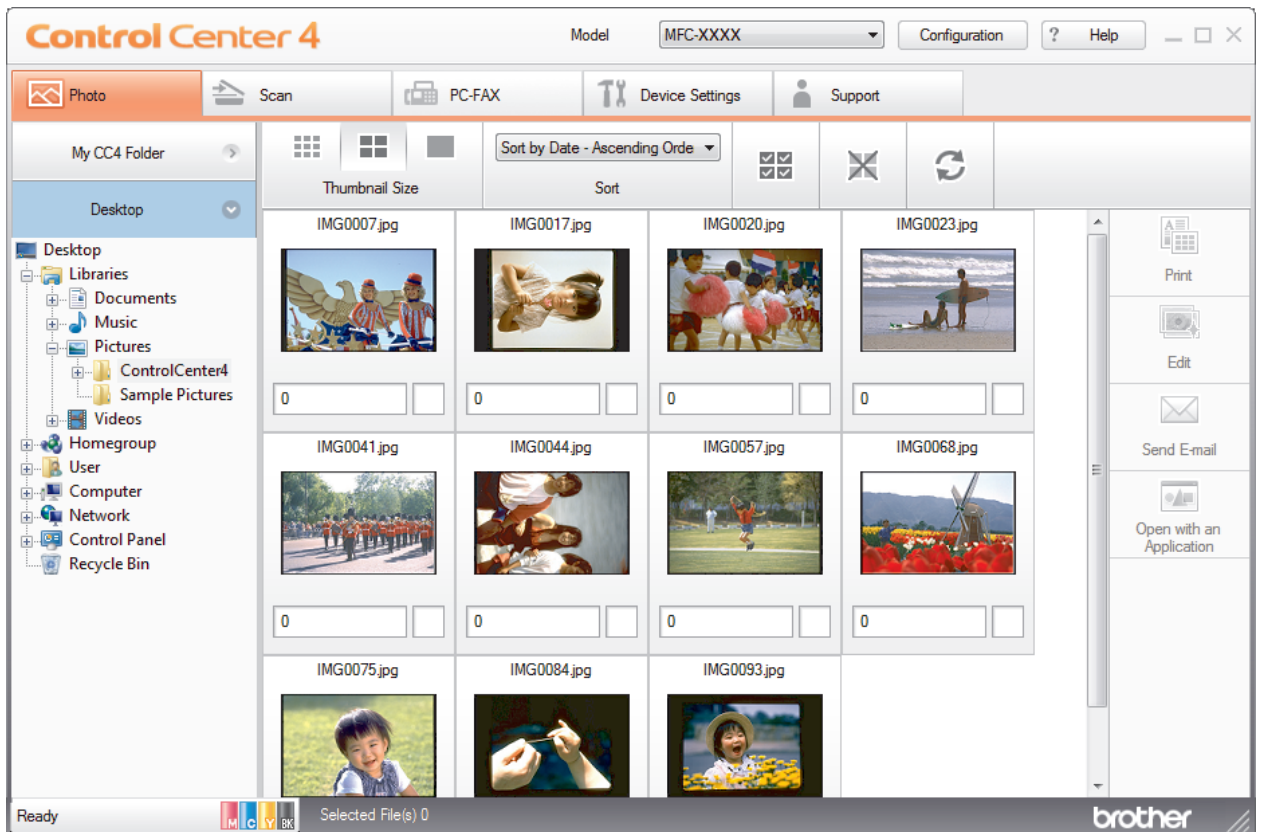 Control Center 4
Model
MFC-XXXX
Configuration
? Help
Photo
Scan
PC-FAX
Device Settings
Support
My CC4 Folder
Desktop
Thumbnail Size
Sort by Date - Ascending Orde
Sort
Desktop
Libraries
Documents
Music
Pictures
ControlCenter4
Sample Pictures
Videos
Homegroup
User
Computer
Network
Control Panel
Recycle Bin
IMG0007.jpg
IMG0017.jpg
IMG0020.jpg
IMG0023.jpg
0
0
0
0
IMG0041.jpg
IMG0044.jpg
IMG0057.jpg
IMG0068.jpg
0
0
0
0
IMG0075.jpg
IMG0084.jpg
IMG0093.jpg
Print
Edit
Send E-mail
Open with an
Application
Ready
M C Y BK
Selected File(s) 0
brother